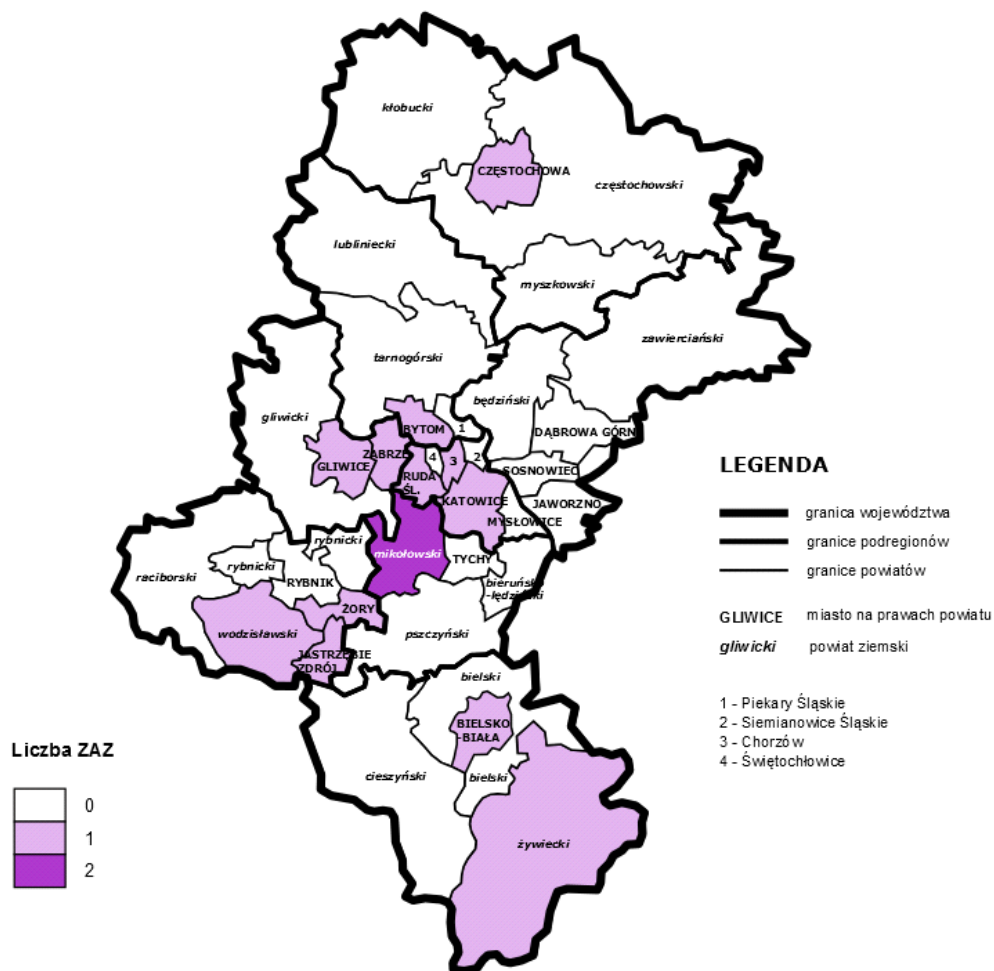 kłobucki
CZĘSTOCHOWA
częstochowski
lubliniecki
myszkowski
zawierciański
tarnogórski
będziński
gliwicki
BYTOM
1
DĄBROWA GÓRN
ZABRZE
GLIWICE
4
3
2
SOSNOWIEC
RUDA
ŚL.
KATOWICE
JAWORZNO
MYSŁOWICE
rybnicki
mikołowski
TYCHY
rybnicki
raciborski
RYBNIK
bieruńsko
-lędziński
ŻORY
wodzisławski
pszczyński
JASTRZĘBIE
ZDRÓJ
bielski
BIELSKO
-BIAŁA
cieszyński
bielski
żywiecki
LEGENDA
granica województwa
granice podregionów
granice powiatów
GLIWICE miasto na prawach powiatu
gliwicki powiat ziemski
1 - Piekary Śląskie
2 - Siemianowice Śląskie
3 - Chorzów
4 - Świętochłowice
Liczba ZAZ
0
1
2